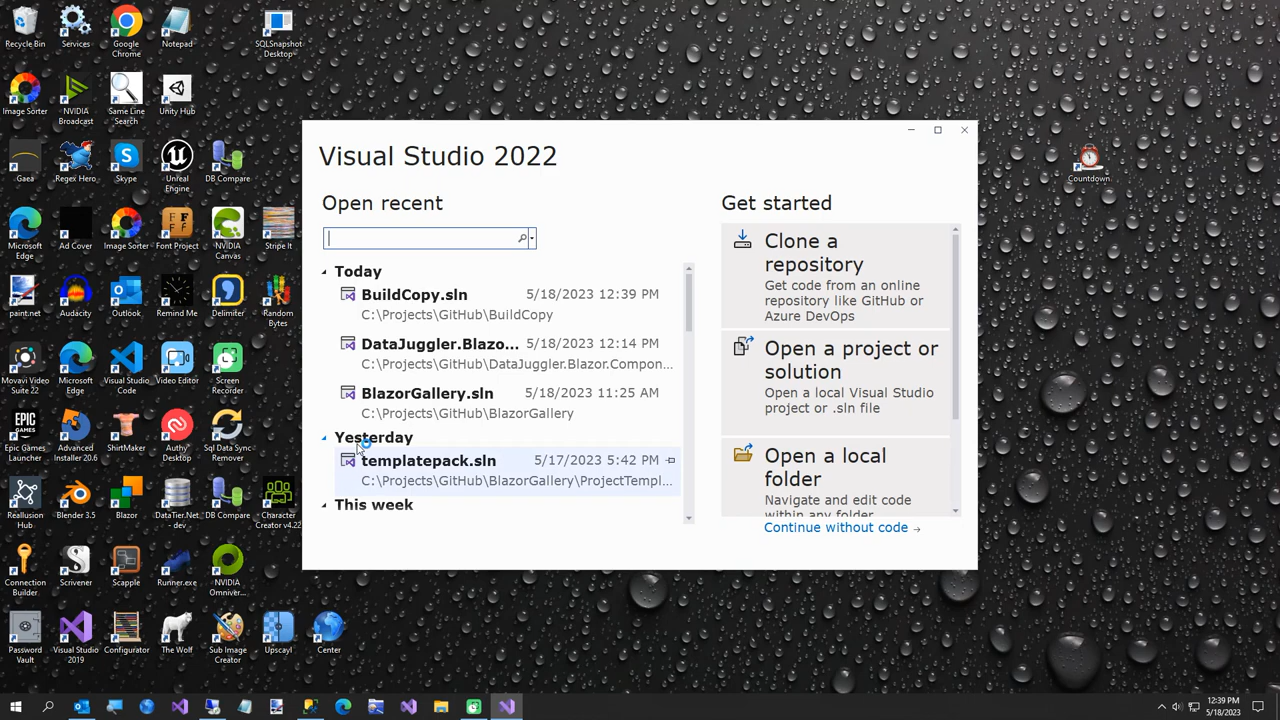 Recycle Bin
Services
Google
Chrome
Notepad
SQLSnapshot
Desktop
Image Sorter
NVIDIA
Broadcast
Same Line
Search
Unity Hub
Gaea
Regex Hero
Skype
Unreal
Engine
DB Compare
Microsoft
Edge
Ad Cover
Image Sorter
Font Project
NVIDIA
Canvas
Stripe It
paint.net
Audacity
Outlook
Remind Me
Delimiter
Random
Bytes
Movavi Video
Suite 22
Microsoft
Edge
Visual Studio
Code
Video Editor
Screen
Recorder
Epic Games
Launcher
Advanced
Installer 20.6
ShirtMaker
Authy
Desktop
Sql Data Sync
Remover
Reallusion
Hub
Blender 3.5
Blazor
DataTier.Net
- dev -
DB Compare
Character
Creator v4.22
Connection
Builder
Scrivener
Scapple
Runner.exe
NVIDIA
Omniver...
Password
Vault
Visual Studio
2019
Configurator
The Wolf
Sub Image
Creator
Upscayl
Center
Countdown
Visual Studio 2022
Open recent
Today
BuildCopy.sln 5/18/2023 12:39 PM
C:\Projects\GitHub\BuildCopy
DataJuggler.Blazo... 5/18/2023 12:14 PM
C:\Projects\GitHub\DataJuggler.Blazor.Compon...
BlazorGallery.sln 5/18/2023 11:25 AM
C:\Projects\GitHub\BlazorGallery
Yesterday
templatepack.sln 5/17/2023 5:42 PM
C:\Projects\GitHub\BlazorGallery\ProjectTempl...
This week
Get started
Clone a
repository
Get code from an online
repository like GitHub or
Azure DevOps
Open a project or
solution
Open a local Visual Studio
project or .sln file
Open a local
folder
Navigate and edit code
within any folder
Continue without code →
12:39 PM
5/18/2023